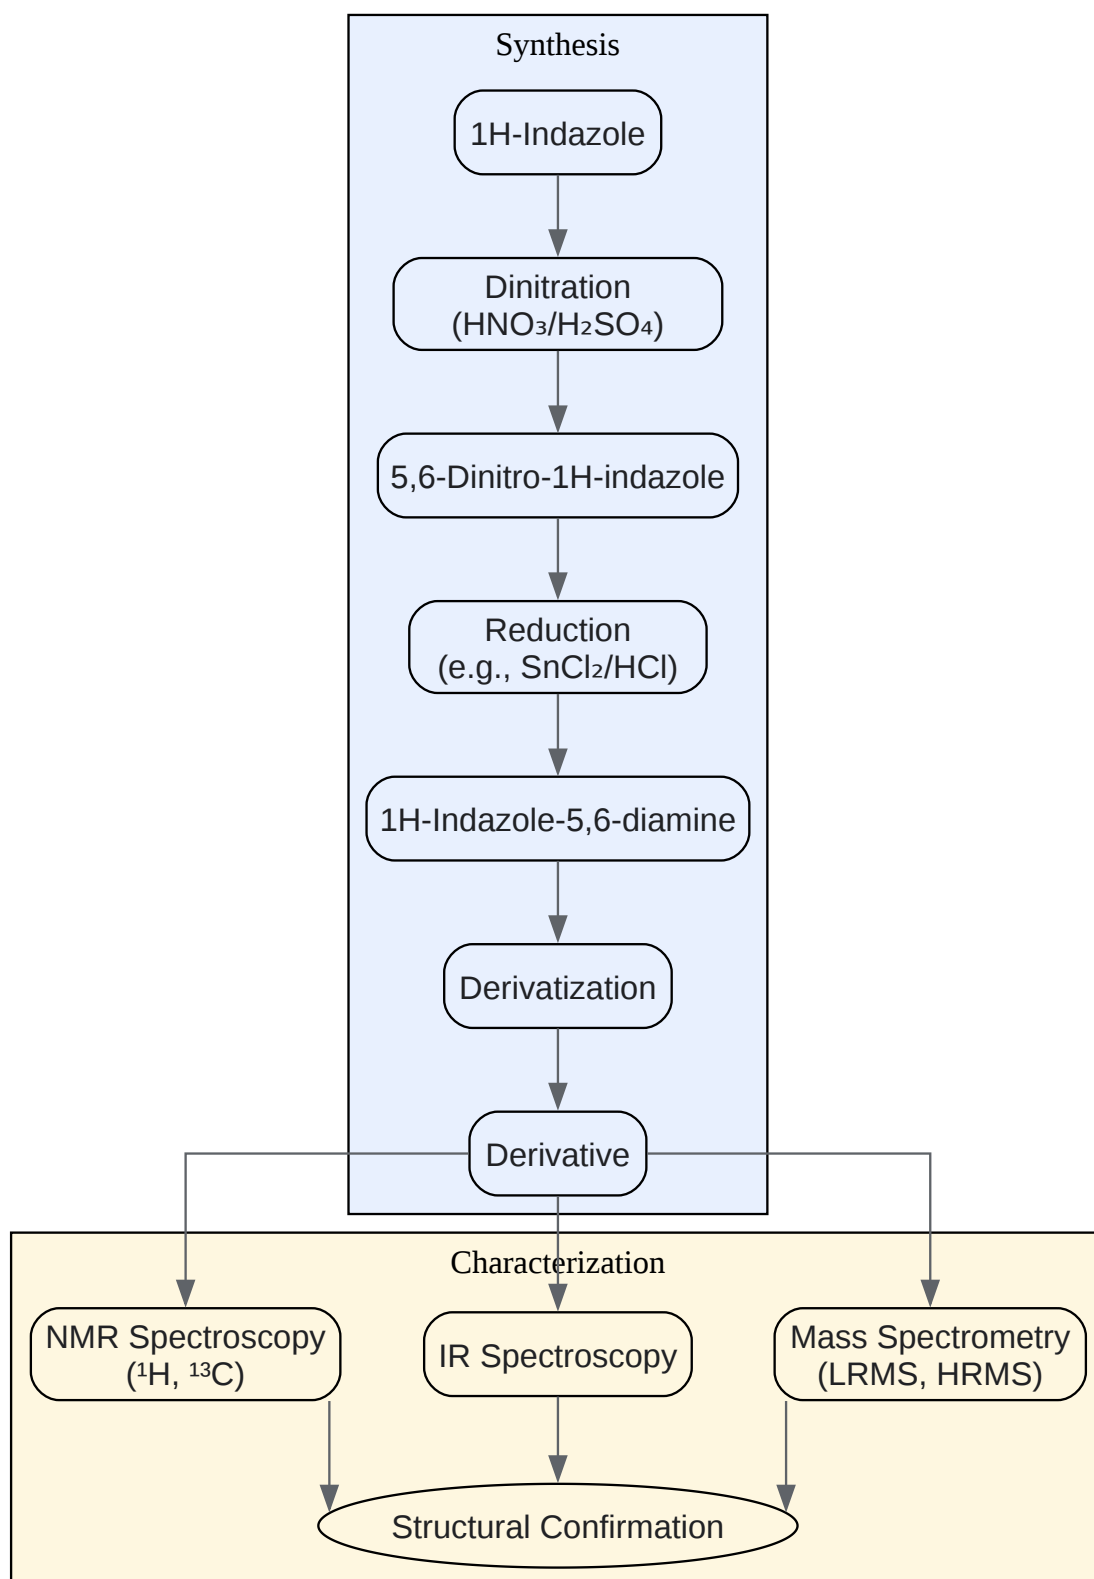 Synthesis
1H-Indazole
Dinitration
(HNO₃/H₂SO₄)
5,6-Dinitro-1H-indazole
Reduction
(e.g., SnCl₂/HCl)
1H-Indazole-5,6-diamine
Derivatization
Derivative
Characterization
NMR Spectroscopy
(¹H, ¹³C)
IR Spectroscopy
Mass Spectrometry
(LRMS, HRMS)
Structural Confirmation